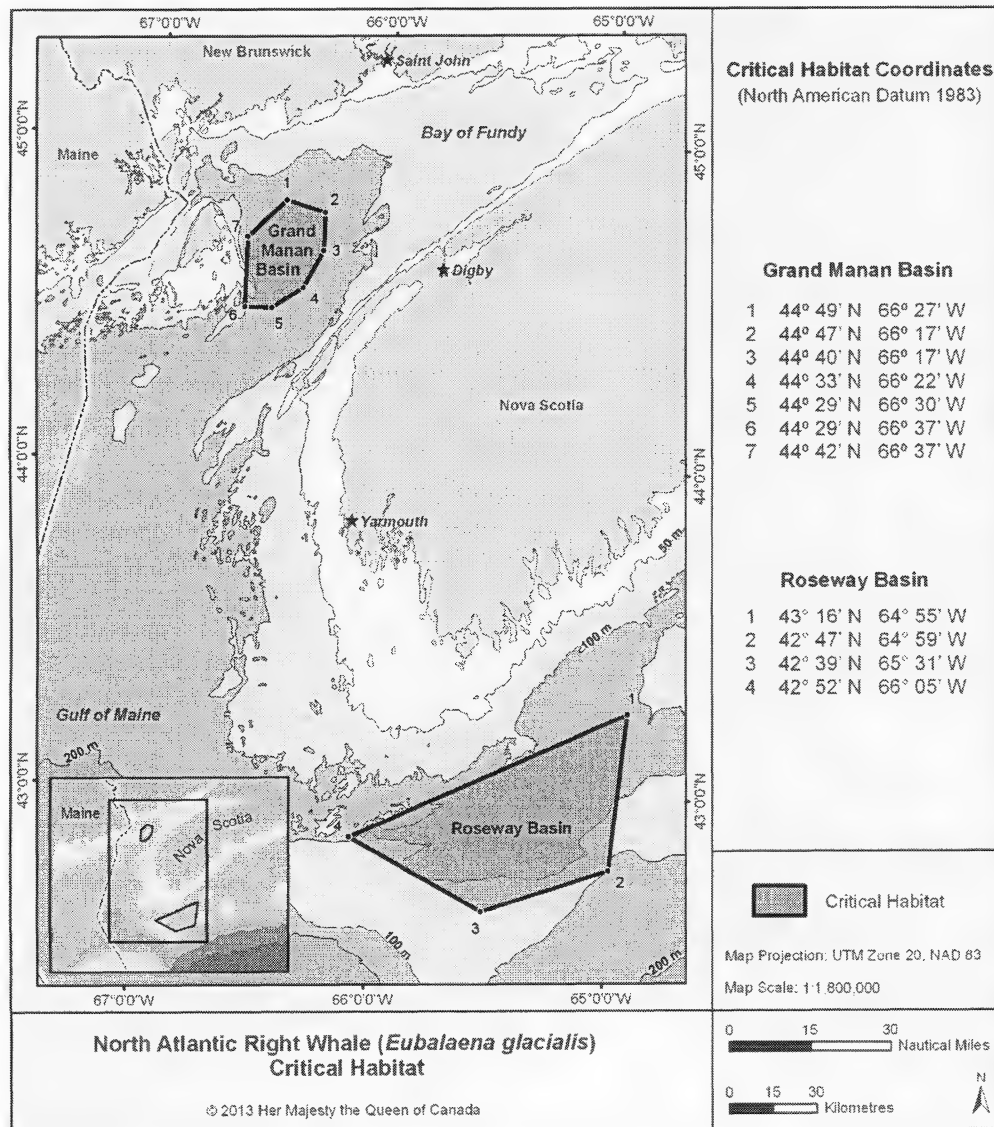 67°0'0"W 66°0'0"W 65°0'0"W
New Brunswick
Saint John
Bay of Fundy
Maine
45°0'0"N
45°0'0"N
1
2
3
4
5
6
7
Grand
Manan
Basin
Digby
Nova Scotia
44°0'0"N
44°0'0"N
Yarmouth
50 m
100 m
Gulf of Maine
200 m
43°0'0"N
43°0'0"N
1
2
3
4
Roseway Basin
100 m
200 m
Maine
Nova Scotia
67°0'0"W 66°0'0"W 65°0'0"W
Critical Habitat Coordinates
(North American Datum 1983)
Grand Manan Basin
1 44° 49' N 66° 27' W
2 44° 47' N 66° 17' W
3 44° 40' N 66° 17' W
4 44° 33' N 66° 22' W
5 44° 29' N 66° 30' W
6 44° 29' N 66° 37' W
7 44° 42' N 66° 37' W
Roseway Basin
1 43° 16' N 64° 55' W
2 42° 47' N 64° 59' W
3 42° 39' N 65° 31' W
4 42° 52' N 66° 05' W
Critical Habitat
Map Projection: UTM Zone 20, NAD 83
Map Scale: 1:1,800,000
North Atlantic Right Whale (Eubalaena glacialis)
Critical Habitat
© 2013 Her Majesty the Queen of Canada
0 15 30
Nautical Miles
0 15 30
Kilometres
N